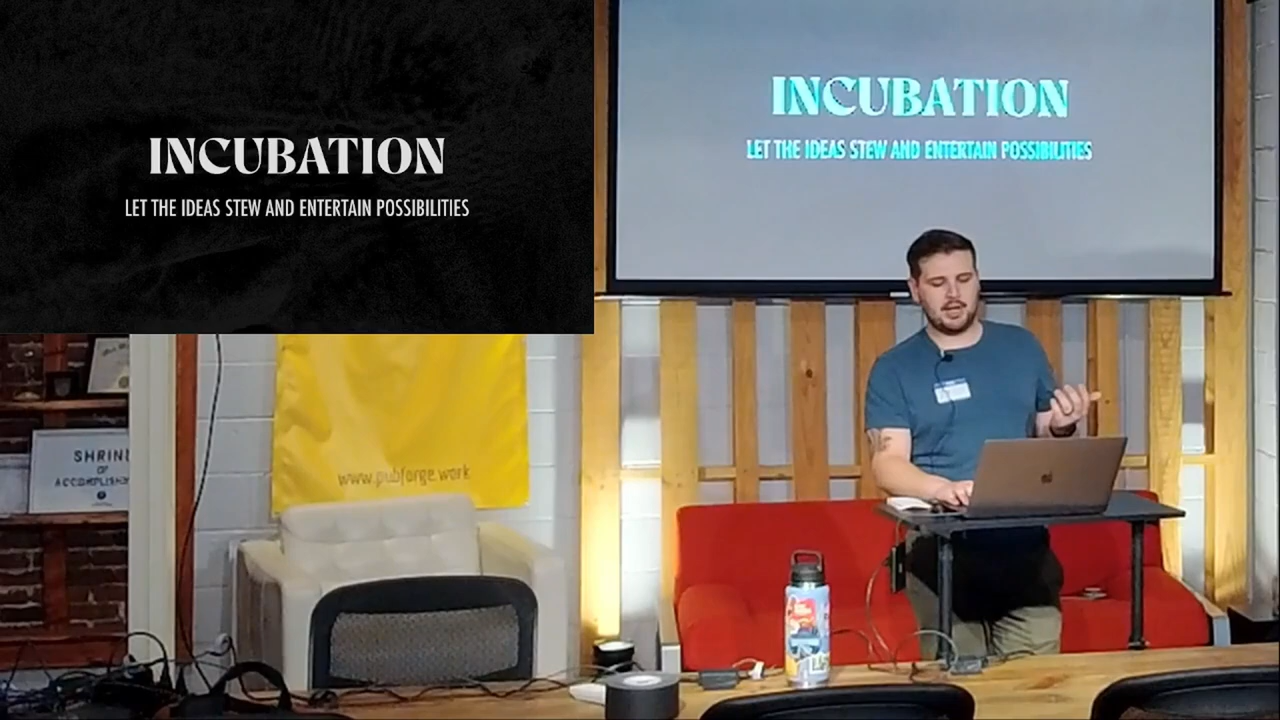 INCUBATION
LET THE IDEAS STEW AND ENTERTAIN POSSIBILITIES
INCUBATION
LET THE IDEAS STEW AND ENTERTAIN POSSIBILITIES
www.pubforge.work
SHRIN
OF